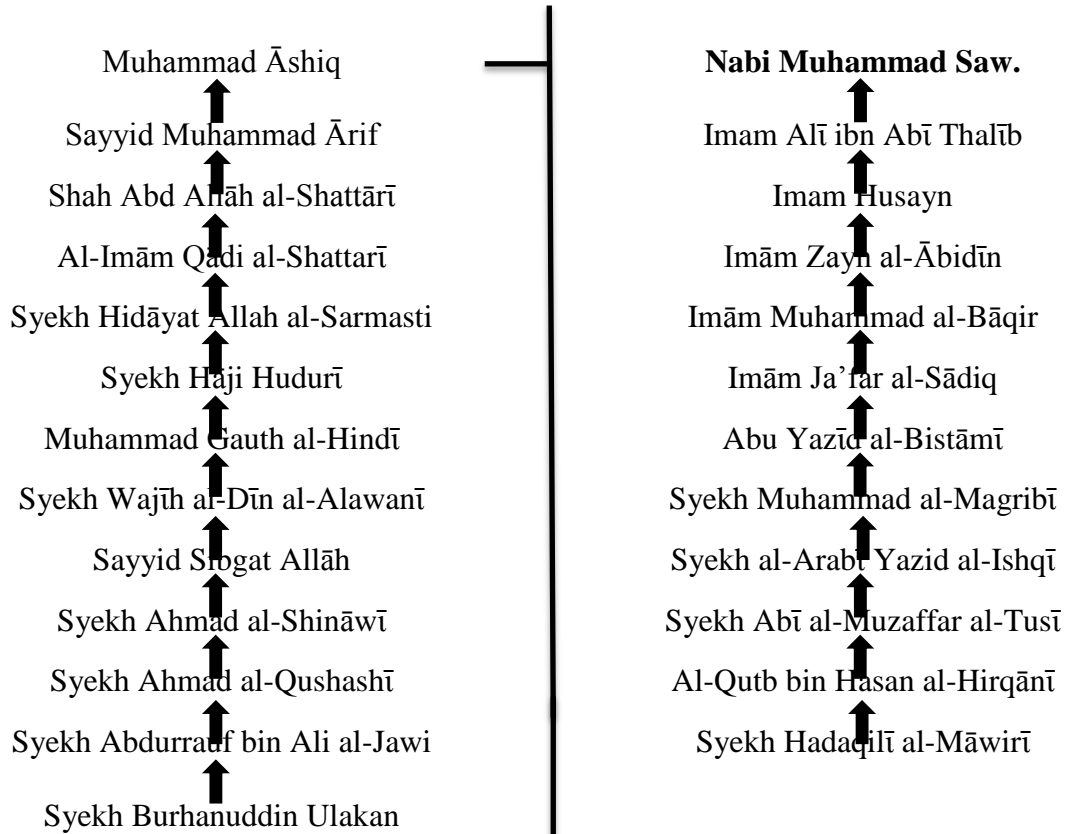 Muhammad Āshiq
Sayyid Muhammad Ārif
Shah Abd Allāh al-Shattārī
Al-Imām Qādi al-Shattarī
Syekh Hidāyat Allah al-Sarmasti
Syekh Hāji Hudurī
Muhammad Gauth al-Hindī
Syekh Wajīh al-Dīn al-Alawanī
Sayyid Sibgat Allāh
Syekh Ahmad al-Shināwī
Syekh Ahmad al-Qushashī
Syekh Abdurrauf bin Ali al-Jawi
Syekh Burhanuddin Ulakan
Nabi Muhammad Saw.
Imam Alī ibn Abī Thalīb
Imam Husayn
Imām Zayn al-Ābidīn
Imām Muhammad al-Bāqir
Imām Ja’far al-Sādiq
Abu Yazīd al-Bistāmī
Syekh Muhammad al-Magribī
Syekh al-Arabī Yazid al-Ishqī
Syekh Abī al-Muzaffar al-Tusī
Al-Qutb bin Hasan al-Hirqānī
Syekh Hadaqilī al-Māwirī